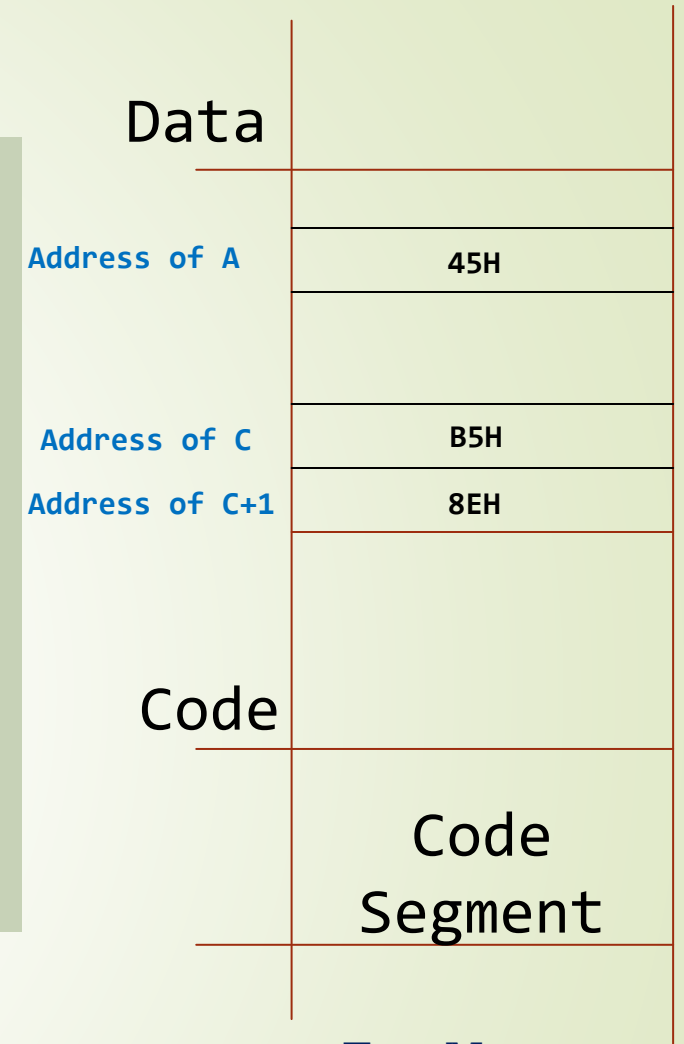 Data
Address of A 45H
Address of C B5H
Address of C+1 8EH
Code
Code
Segment